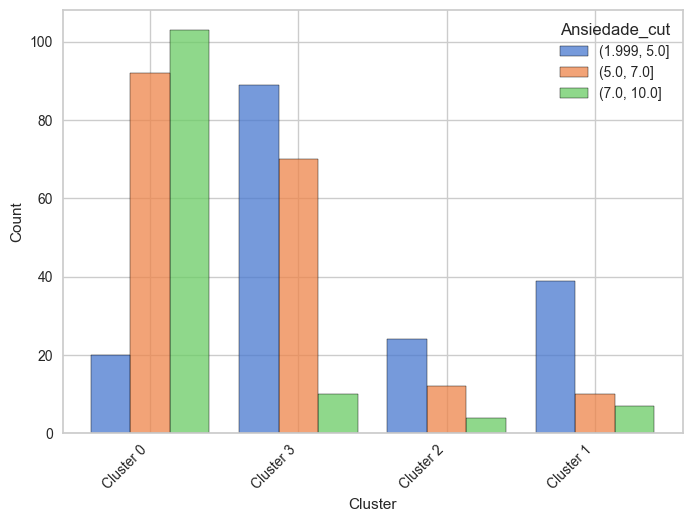 Ansiedade_cut
(1.999, 5.0]
(5.0, 7.0]
(7.0, 10.0]
100
80
60
40
20
0
Count
Cluster 0
Cluster 3
Cluster 2
Cluster 1
Cluster